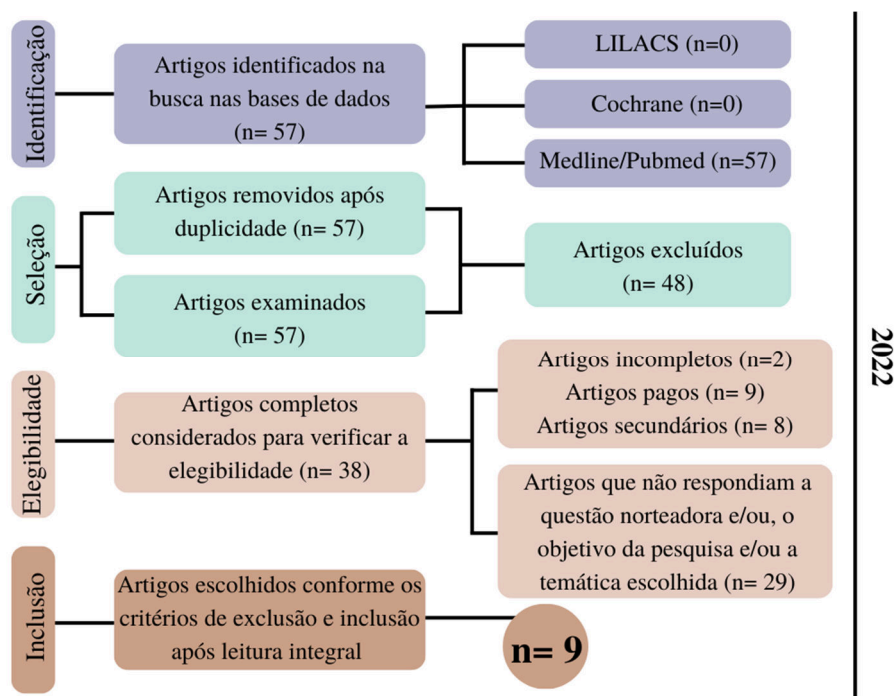 Identificação
Artigos identificados na
busca nas bases de dados
(n= 57)
LILACS (n=0)
Cochrane (n=0)
Medline/Pubmed (n=57)
Seleção
Artigos removidos após
duplicidade (n= 57)
Artigos examinados
(n= 57)
Artigos excluídos
(n= 48)
Elegibilidade
Artigos completos
considerados para verificar a
elegibilidade (n= 38)
Artigos incompletos (n=2)
Artigos pagos (n= 9)
Artigos secundários (n= 8)
Artigos que não respondiam a
questão norteadora e/ou, o
objetivo da pesquisa e/ou a
temática escolhida (n= 29)
Inclusão
Artigos escolhidos conforme os
critérios de exclusão e inclusão
após leitura integral
n= 9
2022